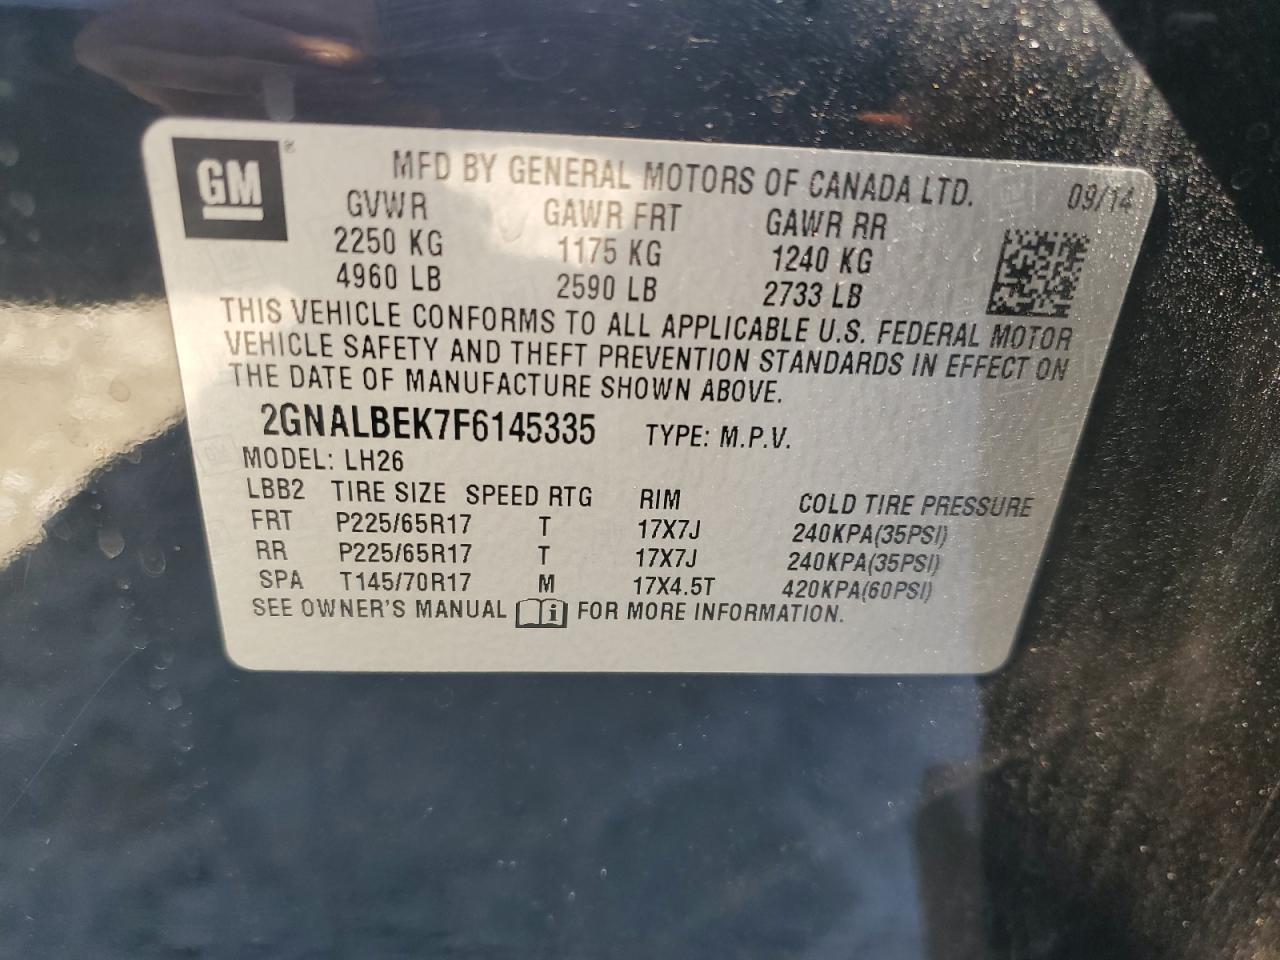 GM ®
MFD BY GENERAL MOTORS OF CANADA LTD. 09/14
GVWR GAWR FRT GAWR RR
2250 KG 1175 KG 1240 KG
4960 LB 2590 LB 2733 LB
THIS VEHICLE CONFORMS TO ALL APPLICABLE U.S. FEDERAL MOTOR
VEHICLE SAFETY AND THEFT PREVENTION STANDARDS IN EFFECT ON
THE DATE OF MANUFACTURE SHOWN ABOVE.
2GNALBEK7F6145335 TYPE: M.P.V.
MODEL: LH26
LBB2 TIRE SIZE SPEED RTG RIM COLD TIRE PRESSURE
FRT P225/65R17 T 17X7J 240KPA(35PSI)
RR P225/65R17 T 17X7J 240KPA(35PSI)
SPA T145/70R17 M 17X4.5T 420KPA(60PSI)
SEE OWNER'S MANUAL i FOR MORE INFORMATION.